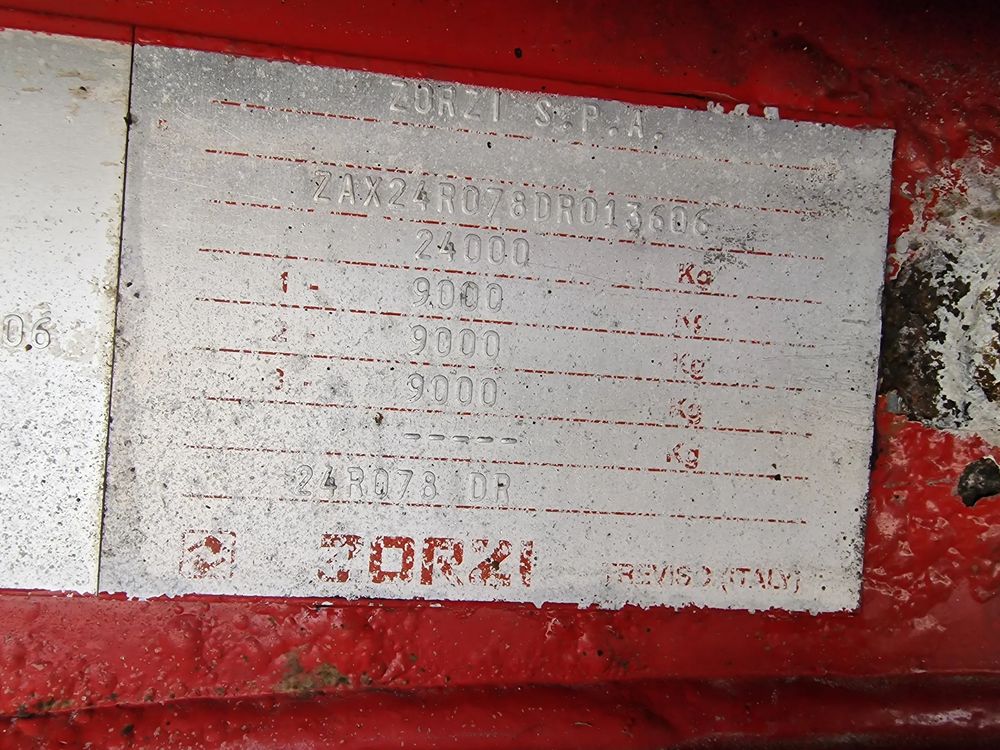 06
ZORZI S.P.A.
ZAX24R078DR013606
24000 Kg
1 - 9000 Kg
2 - 9000 Kg
3 - 9000 Kg
----- Kg
24R078 DR
ZORZI TREVISO (ITALY)